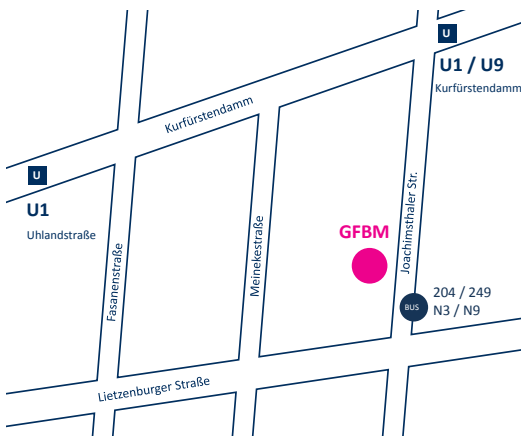 U
U1 / U9
Kurfürstendamm
Kurfürstendamm
U
U1
Uhlandstraße
Fasanenstraße
Meinekestraße
GFBM
Joachimsthaler Str.
BUS
204 / 249
N3 / N9
Lietzenburger Straße